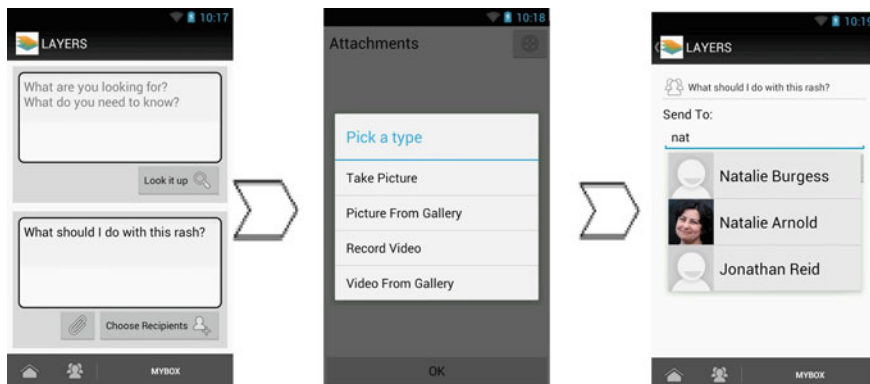 10:17
LAYERS
What are you looking for?
What do you need to know?
Look it up
What should I do with this rash?
Choose Recipients
MYBOX
10:18
Attachments
Pick a type
Take Picture
Picture From Gallery
Record Video
Video From Gallery
OK
10:19
LAYERS
What should I do with this rash?
Send To:
nat
Natalie Burgess
Natalie Arnold
Jonathan Reid
MYBOX